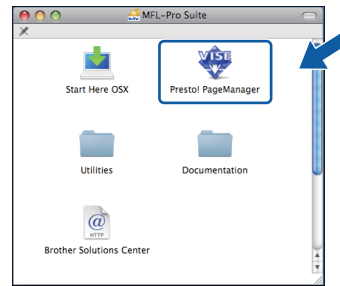 MFL-Pro Suite
VISE
Start Here OSX
Presto! PageManager
Utilities
Documentation
@
HTTP
Brother Solutions Center